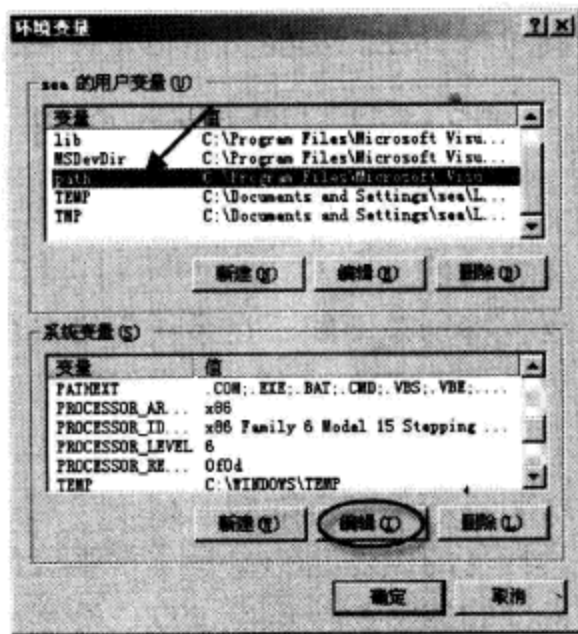 环境变量
sea 的用户变量(U)
变量 值
lib C:\Program Files\Microsoft Visu...
MSDevDir C:\Program Files\Microsoft Visu...
path C:\Program Files\Microsoft Visu...
TEMP C:\Documents and Settings\sea\L...
TMP C:\Documents and Settings\sea\L...
新建(N) 编辑(E) 删除(D)
系统变量(S)
变量 值
PATHEXT .COM;.EXE;.BAT;.CMD;.VBS;.VBE;....
PROCESSOR_AR... x86
PROCESSOR_ID... x86 Family 6 Model 15 Stepping ...
PROCESSOR_LEVEL 6
PROCESSOR_RE... 0f0d
TEMP C:\WINDOWS\TEMP
新建(W) 编辑(I) 删除(L)
确定 取消